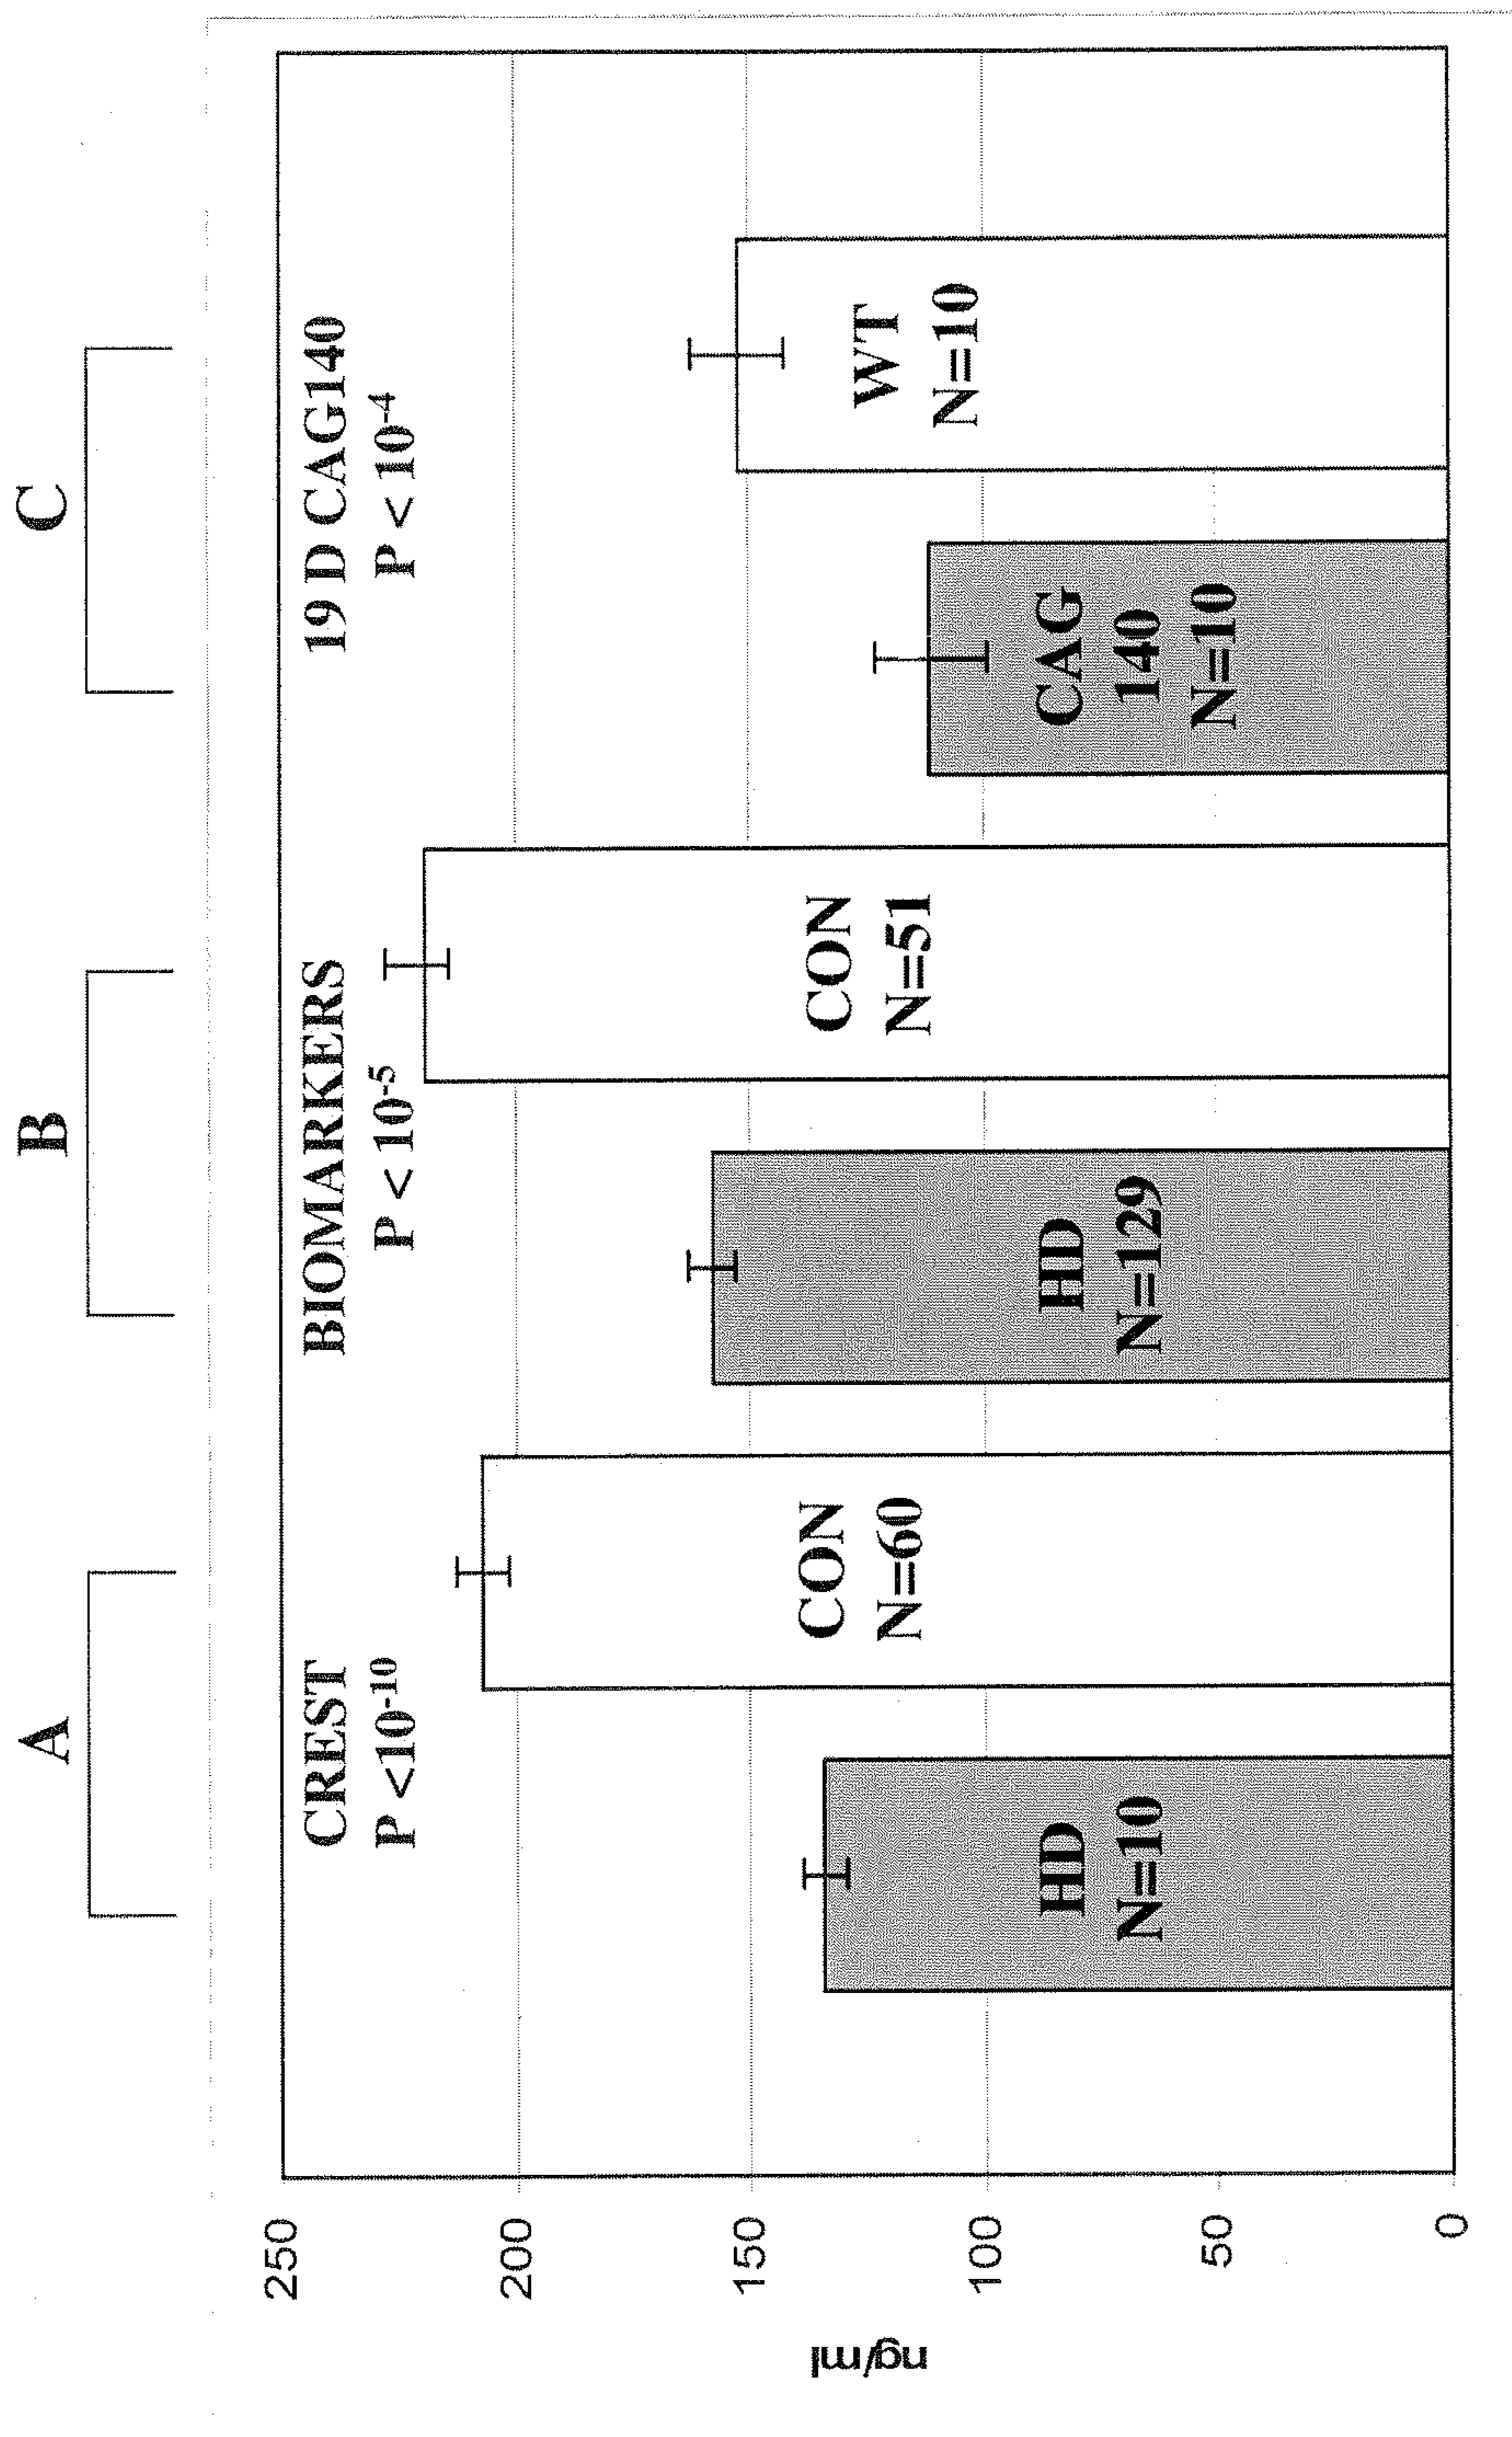 A
B
C
CREST
P <10⁻¹⁰
BIOMARKERS
P < 10⁻⁵
19 D CAG140
P < 10⁻⁴
250
200
150
100
50
0
ng/ml
HD
N=10
CON
N=60
HD
N=129
CON
N=51
CAG
140
N=10
WT
N=10